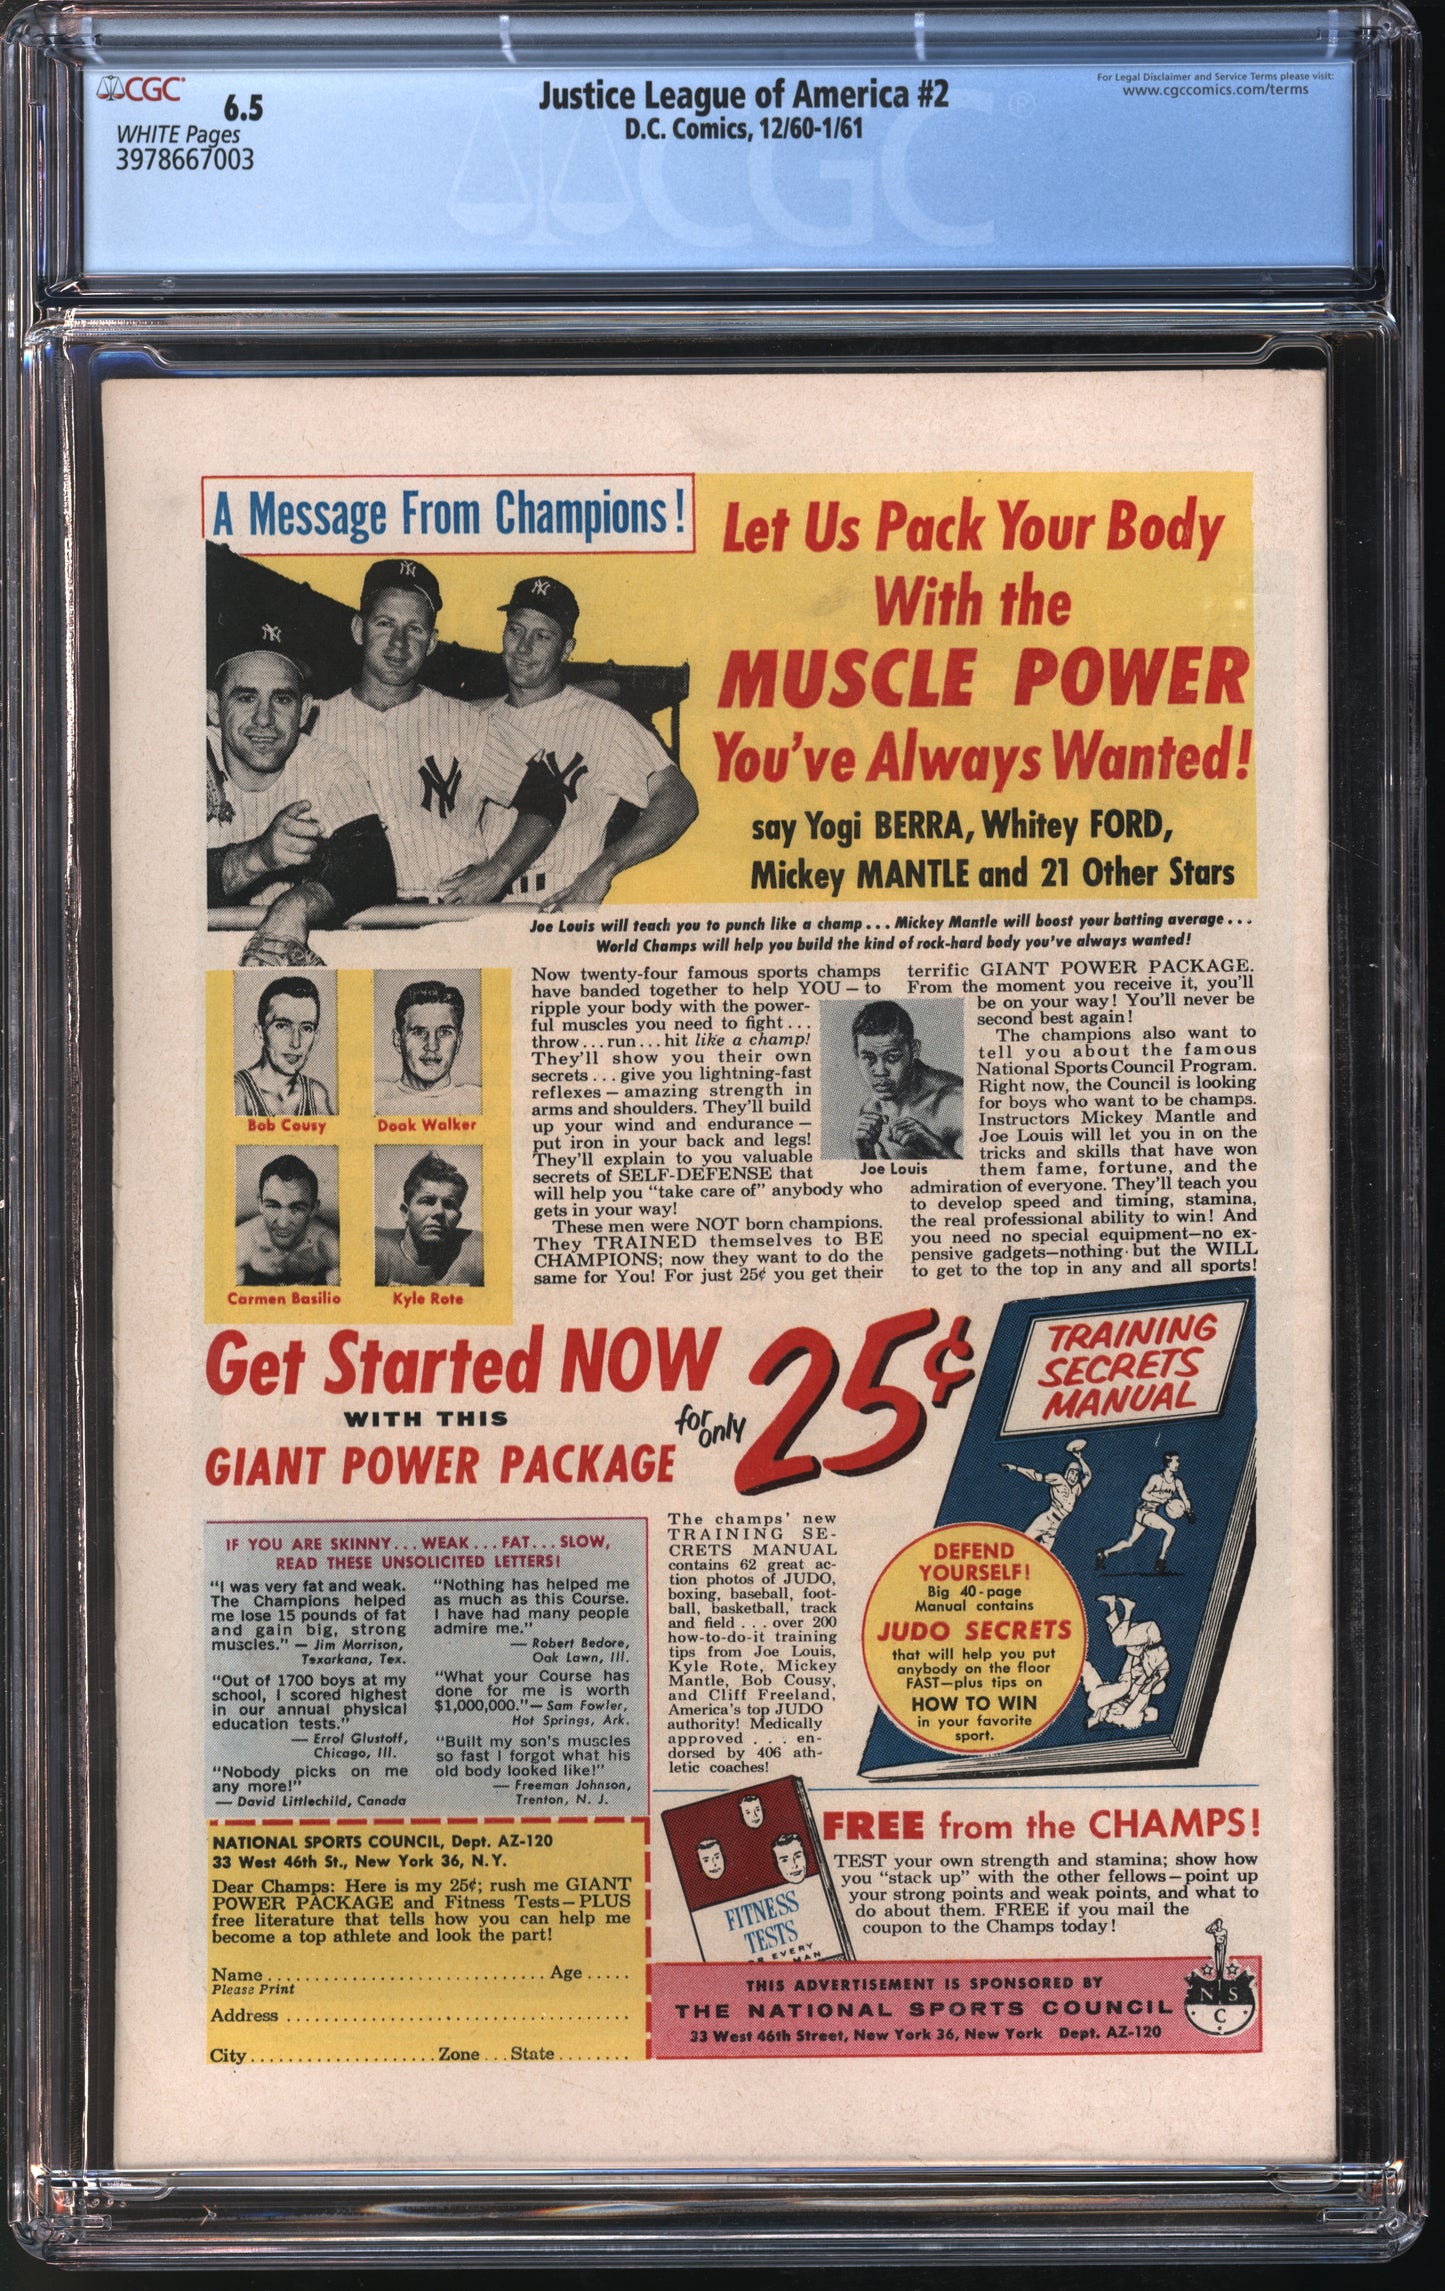 CGC
6.5
WHITE Pages
3978667003
Justice League of America #2
D.C. Comics, 12/60-1/61
For Legal Disclaimer and Service Terms please visit:
www.cgccomics.com/terms
CGC
A Message From Champions!
Let Us Pack Your Body
With the
MUSCLE POWER
You've Always Wanted!
say Yogi BERRA, Whitey FORD,
Mickey MANTLE and 21 Other Stars
Joe Louis will teach you to punch like a champ... Mickey Mantle will boost your batting average...
World Champs will help you build the kind of rock-hard body you've always wanted!
Bob Cousy
Doak Walker
Carmen Basilio
Kyle Rote
Now twenty-four famous sports champs
have banded together to help YOU — to
ripple your body with the power-
ful muscles you need to fight...
throw...run...hit like a champ!
They'll show you their own
secrets...give you lightning-fast
reflexes — amazing strength in
arms and shoulders. They'll build
up your wind and endurance —
put iron in your back and legs!
They'll explain to you valuable
secrets of SELF-DEFENSE that
will help you "take care of" anybody who
gets in your way!
These men were NOT born champions.
They TRAINED themselves to BE
CHAMPIONS; now they want to do the
same for You! For just 25¢ you get their
Joe Louis
terrific GIANT POWER PACKAGE.
From the moment you receive it, you'll
be on your way! You'll never be
second best again!
The champions also want to
tell you about the famous
National Sports Council Program.
Right now, the Council is looking
for boys who want to be champs.
Instructors Mickey Mantle and
Joe Louis will let you in on the
tricks and skills that have won
them fame, fortune, and the
admiration of everyone. They'll teach you
to develop speed and timing, stamina,
the real professional ability to win! And
you need no special equipment—no ex-
pensive gadgets—nothing but the WILL
to get to the top in any and all sports!
Get Started NOW
WITH THIS
GIANT POWER PACKAGE
for only
25¢
TRAINING
SECRETS
MANUAL
IF YOU ARE SKINNY...WEAK...FAT...SLOW,
READ THESE UNSOLICITED LETTERS!
"I was very fat and weak.
The Champions helped
me lose 15 pounds of fat
and gain big, strong
muscles." — Jim Morrison,
Texarkana, Tex.
"Out of 1700 boys at my
school, I scored highest
in our annual physical
education tests."
— Errol Glustoff,
Chicago, Ill.
"Nobody picks on me
any more!"
— David Littlechild, Canada
"Nothing has helped me
as much as this Course.
I have had many people
admire me."
— Robert Bedore,
Oak Lawn, Ill.
"What your Course has
done for me is worth
$1,000,000."— Sam Fowler,
Hot Springs, Ark.
"Built my son's muscles
so fast I forgot what his
old body looked like!"
— Freeman Johnson,
Trenton, N. J.
The champs' new
TRAINING SE-
CRETS MANUAL
contains 62 great ac-
tion photos of JUDO,
boxing, baseball, foot-
ball, basketball, track
and field . . . over 200
how-to-do-it training
tips from Joe Louis,
Kyle Rote, Mickey
Mantle, Bob Cousy,
and Cliff Freeland,
America's top JUDO
authority! Medically
approved . . . en-
dorsed by 406 ath-
letic coaches!
DEFEND
YOURSELF!
Big 40-page
Manual contains
JUDO SECRETS
that will help you put
anybody on the floor
FAST—plus tips on
HOW TO WIN
in your favorite
sport.
NATIONAL SPORTS COUNCIL, Dept. AZ-120
33 West 46th St., New York 36, N.Y.
Dear Champs: Here is my 25¢; rush me GIANT
POWER PACKAGE and Fitness Tests — PLUS
free literature that tells how you can help me
become a top athlete and look the part!
Name.............................. Age.....
Please Print
Address ......................................
City....................Zone...State........
FITNESS
TESTS
EVERY
MAN
FREE from the CHAMPS!
TEST your own strength and stamina; show how
you "stack up" with the other fellows — point up
your strong points and weak points, and what to
do about them. FREE if you mail the
coupon to the Champs today!
THIS ADVERTISEMENT IS SPONSORED BY
THE NATIONAL SPORTS COUNCIL
33 West 46th Street, New York 36, New York Dept. AZ-120
N S
C